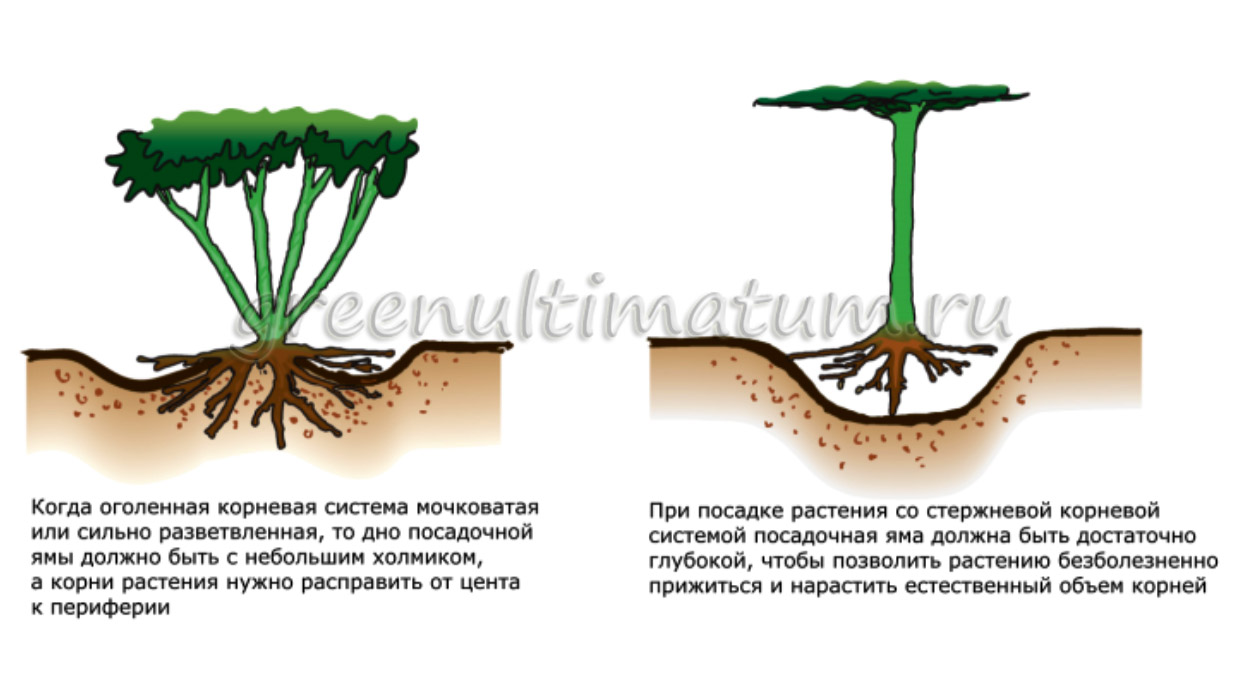 greenultimatum.ru
Когда оголенная корневая система мочковатая
или сильно разветвленная, то дно посадочной
ямы должно быть с небольшим холмиком,
а корни растения нужно расправить от цента
к периферии
При посадке растения со стержневой корневой
системой посадочная яма должна быть достаточно
глубокой, чтобы позволить растению безболезненно
прижиться и нарастить естественный объем корней